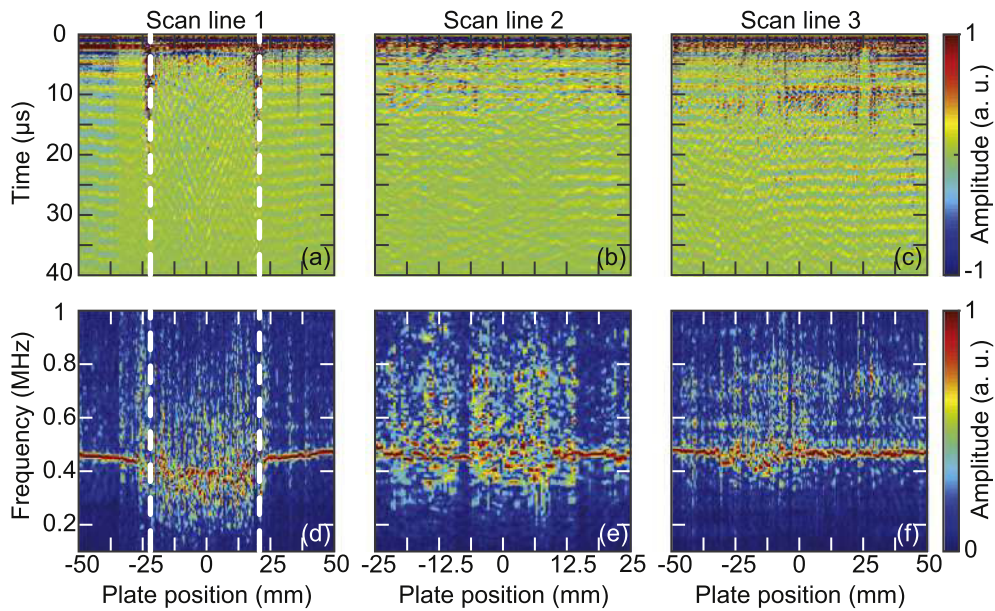 Scan line 1 Scan line 2 Scan line 3
0 1
10
20
30
40 -1
Time (µs)
Amplitude (a. u.)
(a) (b) (c)
1 1
0.8
0.6
0.4
0.2
0
Frequency (MHz)
Amplitude (a. u.)
(d) (e) (f)
-50 -25 0 25 50 -25 -12.5 0 12.5 25 -50 -25 0 25 50
Plate position (mm) Plate position (mm) Plate position (mm)